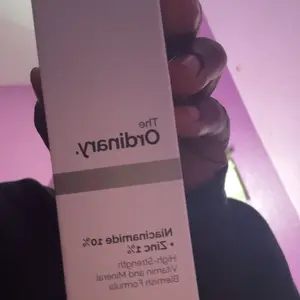 The
Ordinary.
Niacinamide 10%
+ Zinc 1%
High-Strength
Vitamin and Mineral
Blemish Formula